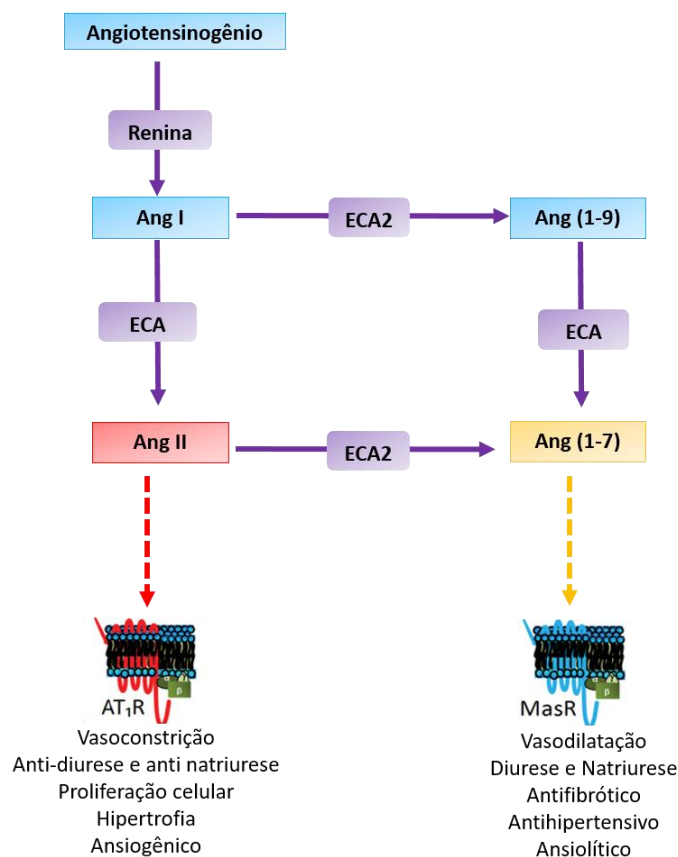 Angiotensinogênio
Renina
Ang I
ECA2
Ang (1-9)
ECA
ECA
Ang II
ECA2
Ang (1-7)
α
β
AT₁R
α
β
MasR
Vasoconstrição
Anti-diurese e anti natriurese
Proliferação celular
Hipertrofia
Ansiogênico
Vasodilatação
Diurese e Natriurese
Antifibrótico
Antihipertensivo
Ansiolítico